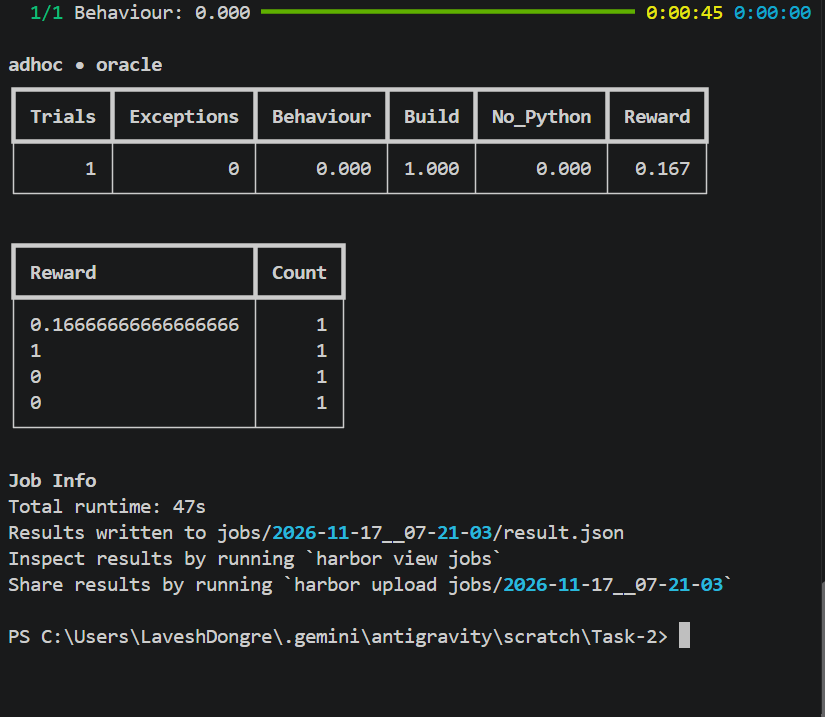 1/1 Behaviour: 0.000 0:00:45 0:00:00
adhoc • oracle
Trials Exceptions Behaviour Build No_Python Reward
1 0 0.000 1.000 0.000 0.167
Reward Count
0.16666666666666666 1
1 1
0 1
0 1
Job Info
Total runtime: 47s
Results written to jobs/2026-11-17__07-21-03/result.json
Inspect results by running `harbor view jobs`
Share results by running `harbor upload jobs/2026-11-17__07-21-03`
PS C:\Users\LaveshDongre\.gemini\antigravity\scratch\Task-2>